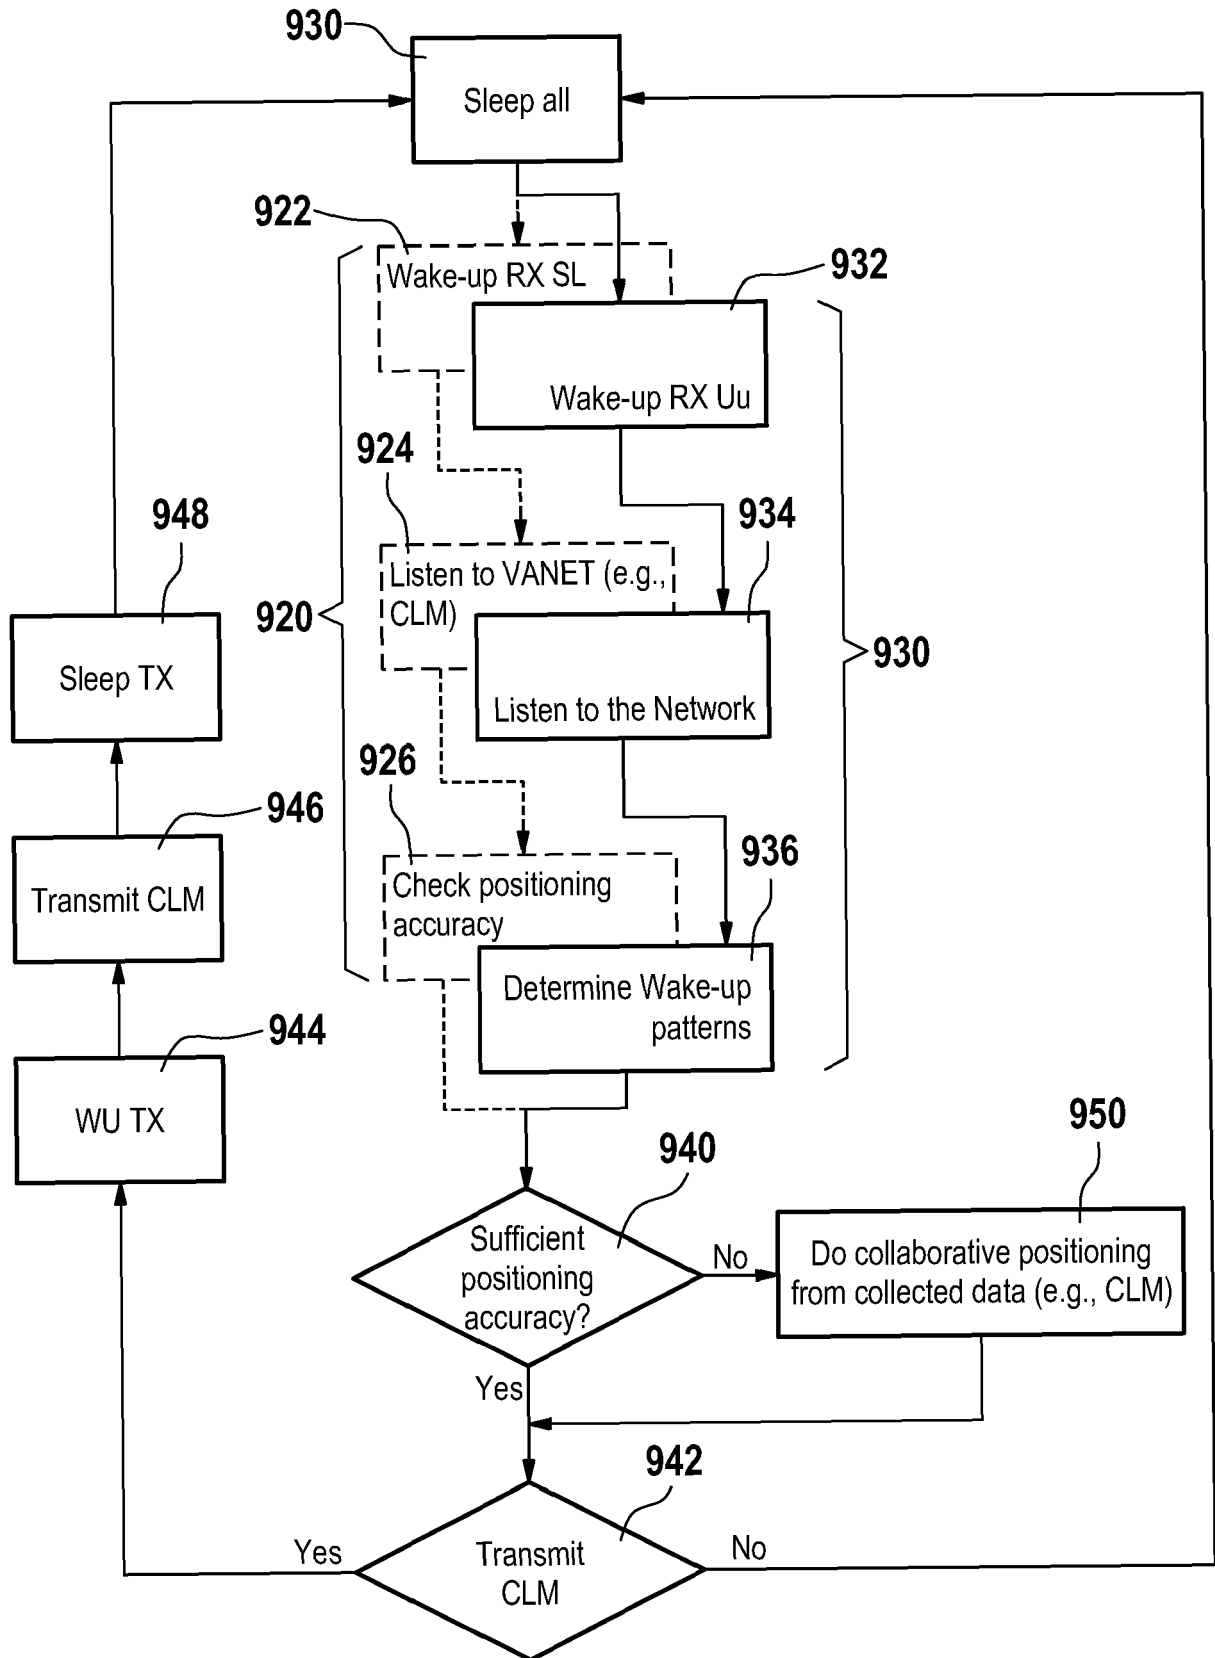 930
Sleep all
922
Wake-up RX SL
932
Wake-up RX Uu
924
934
948
Listen to VANET (e.g.,
CLM)
920
930
Sleep TX
Listen to the Network
926
946
936
Check positioning
accuracy
Transmit CLM
Determine Wake-up
patterns
944
WU TX
950
940
Sufficient
positioning
accuracy?
No
Do collaborative positioning
from collected data (e.g., CLM)
Yes
942
Yes
No
Transmit
CLM